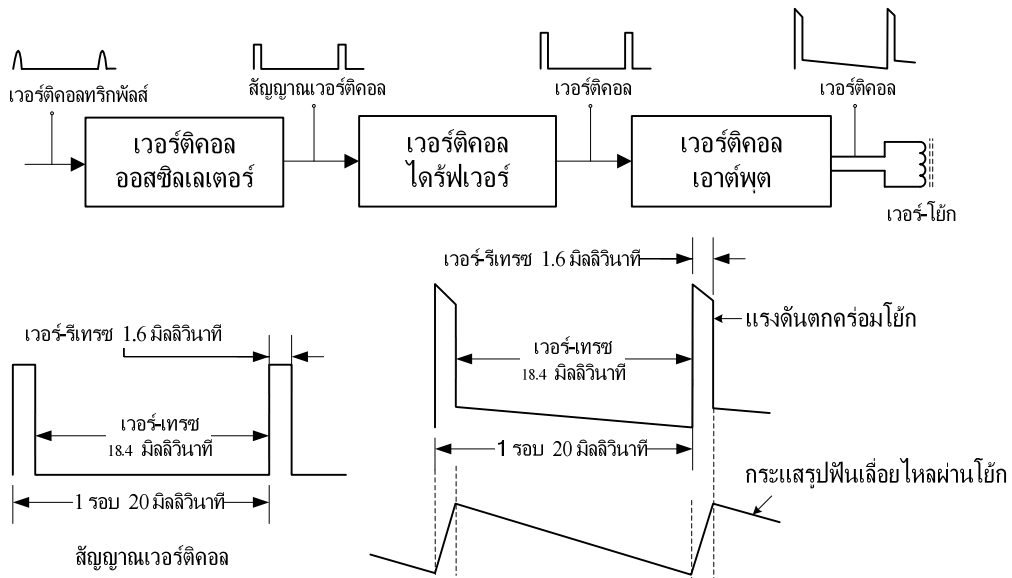 เวอร์ติคอลทริกพัลส์
สัญญาณเวอร์ติคอล
เวอร์ติคอล
เวอร์ติคอล
เวอร์ติคอล
ออสซิลเลเตอร์
เวอร์ติคอล
ไดร้ฟเวอร์
เวอร์ติคอล
เอาต์พุต
เวอร์-โย้ก
เวอร์-รีเทรซ 1.6 มิลลิวินาที
แรงดันตกคร่อมโย้ก
เวอร์-รีเทรซ 1.6 มิลลิวินาที
เวอร์-เทรซ
18.4 มิลลิวินาที
เวอร์-เทรซ
18.4 มิลลิวินาที
1 รอบ 20 มิลลิวินาที
กระแสรูปฟันเลื่อยไหลผ่านโย้ก
1 รอบ 20 มิลลิวินาที
สัญญาณเวอร์ติคอล